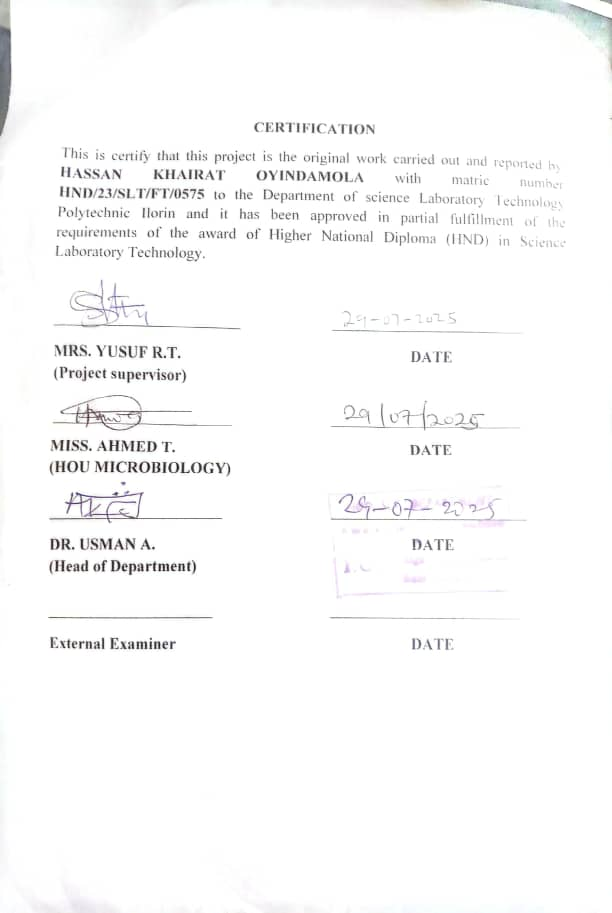 CERTIFICATION
This is certify that this project is the original work carried out and reported by
HASSAN KHAIRAT OYINDAMOLA with matric number
HND/23/SLT/FT/0575 to the Department of science Laboratory Technology
Polytechnic Ilorin and it has been approved in partial fulfillment of the
requirements of the award of Higher National Diploma (HND) in Science
Laboratory Technology.
29-07-2025
MRS. YUSUF R.T. DATE
(Project supervisor)
29/07/2025
MISS. AHMED T. DATE
(HOU MICROBIOLOGY)
29-07-2025
DR. USMAN A. DATE
(Head of Department)
External Examiner DATE